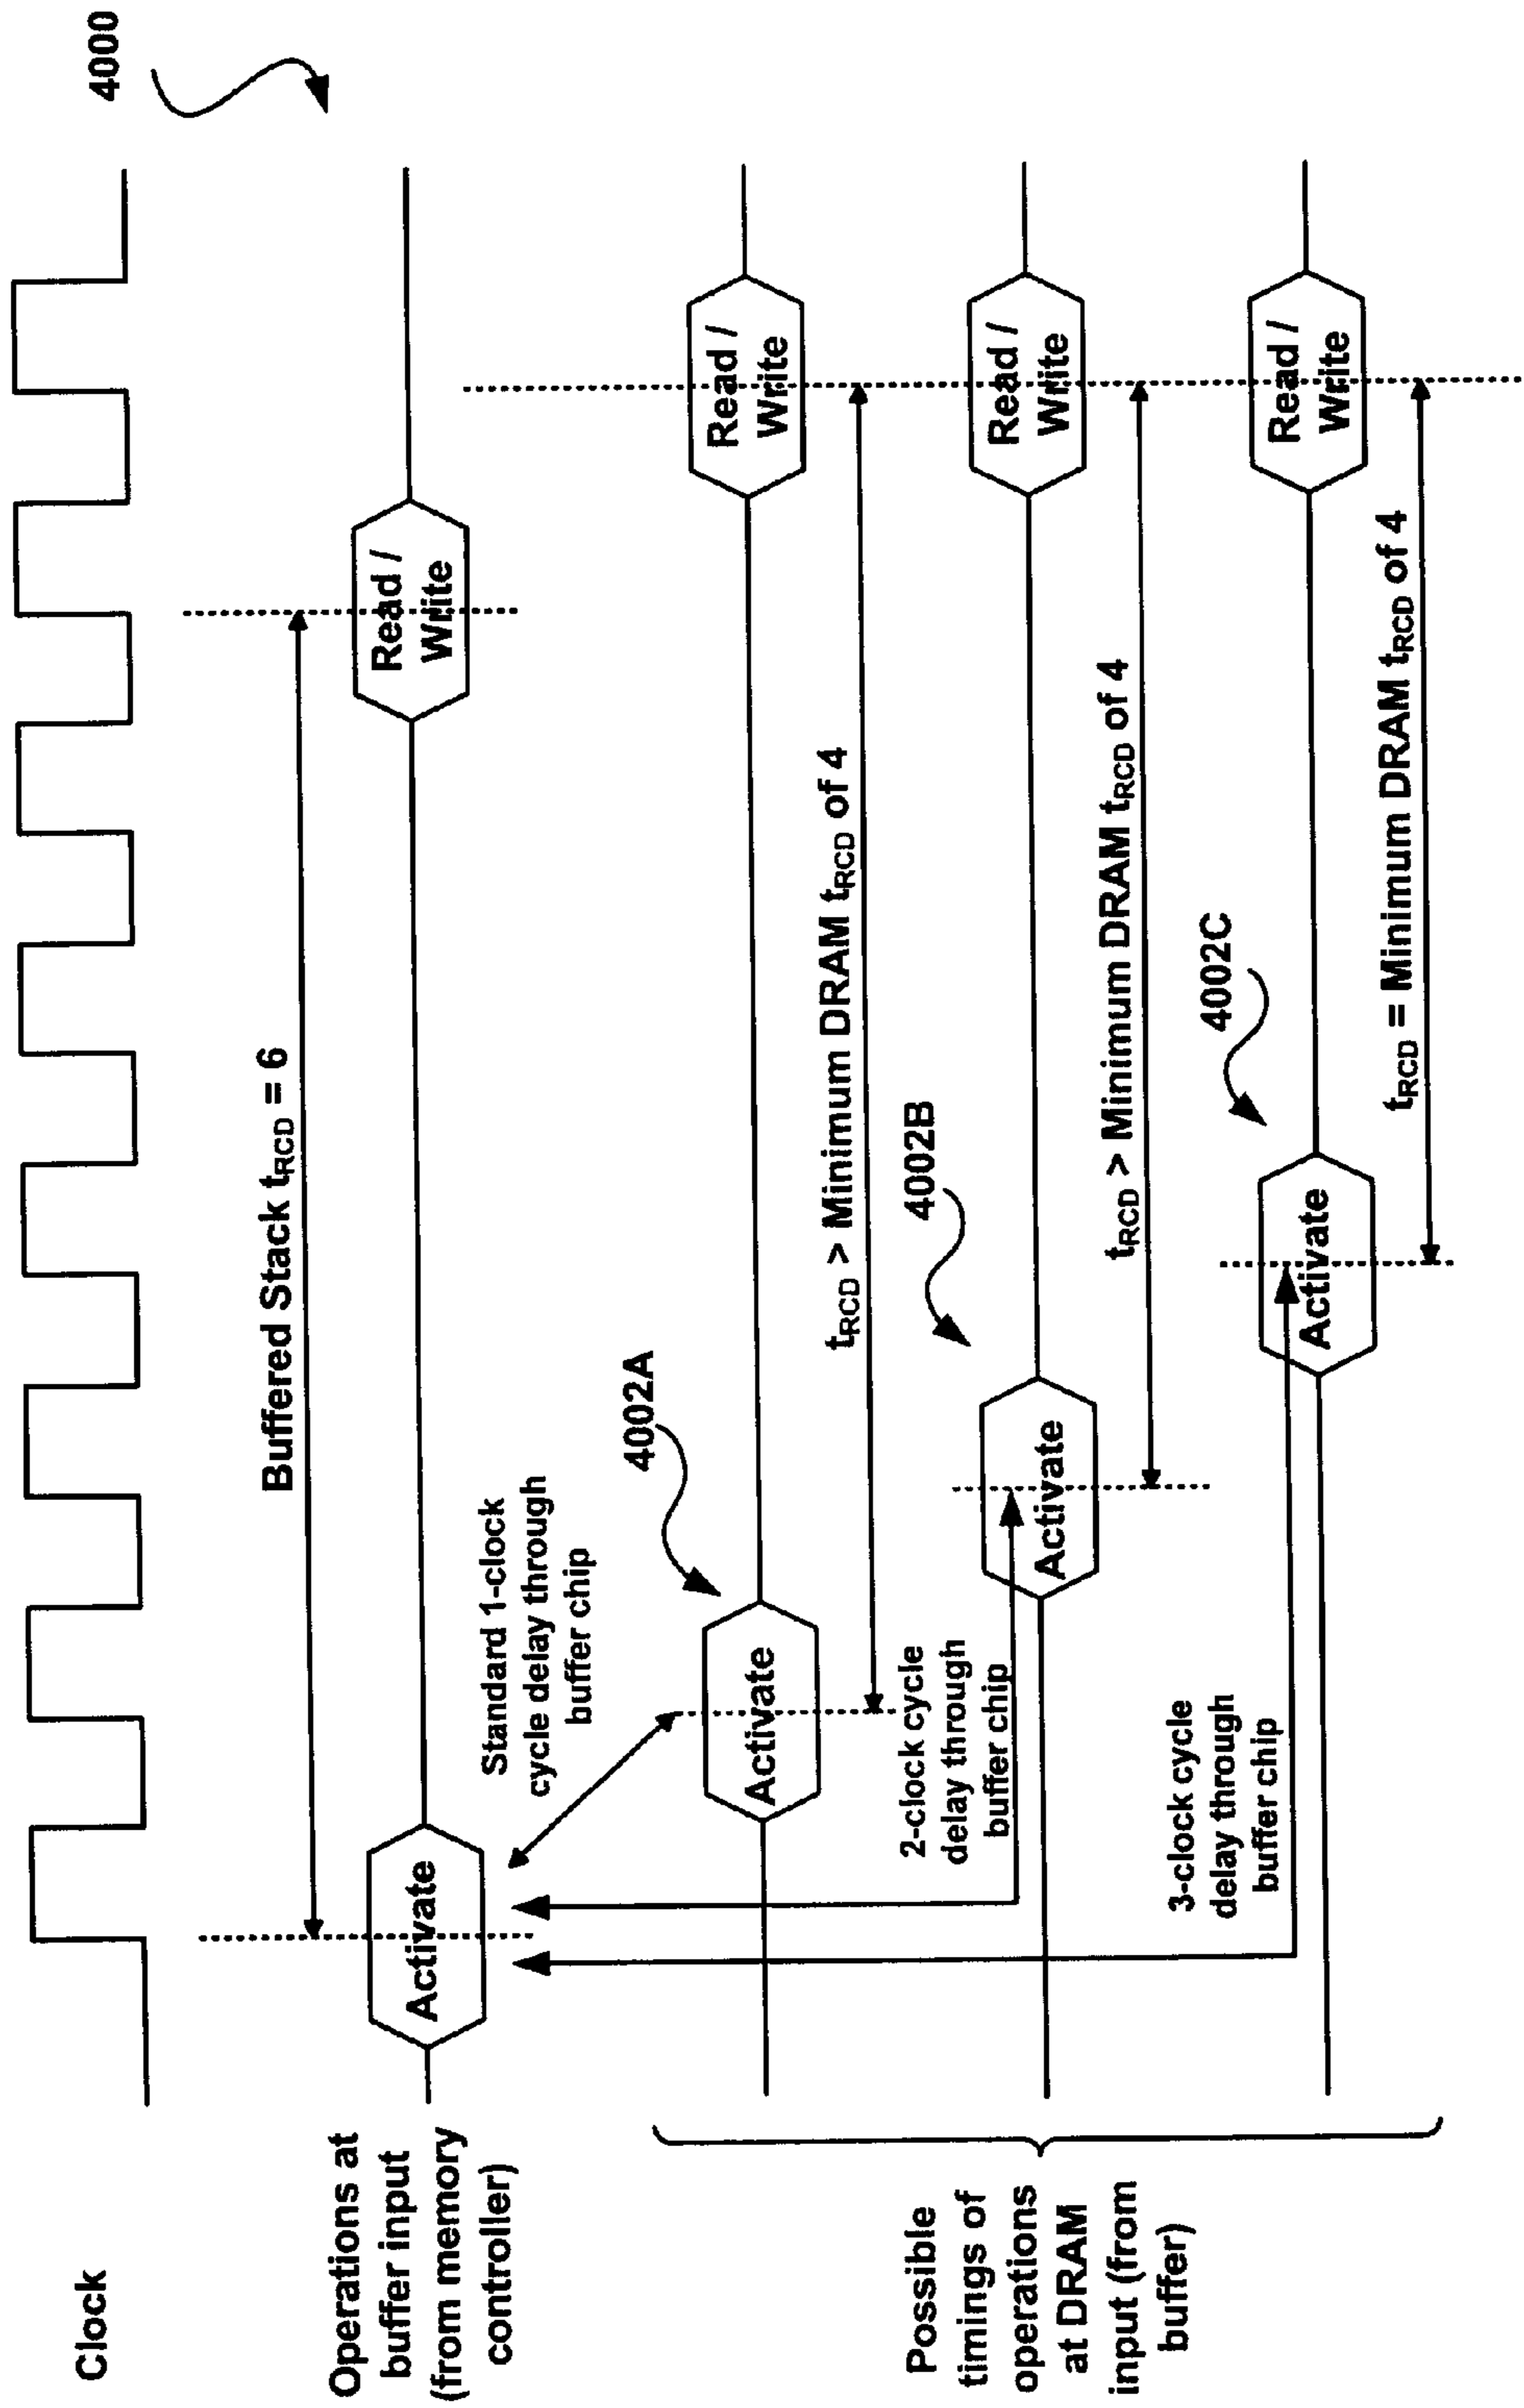 4000
Clock
Operations at
buffer input
(from memory
controller)
Activate
Buffered Stack tRCD = 6
Read /
Write
Standard 1-clock
cycle delay through
buffer chip
Possible
timings of
operations
at DRAM
input (from
buffer)
4002A
Activate
Read /
Write
tRCD > Minimum DRAM tRCD of 4
2-clock cycle
delay through
buffer chip
4002B
Activate
Read /
Write
tRCD > Minimum DRAM tRCD of 4
3-clock cycle
delay through
buffer chip
4002C
Activate
Read /
Write
tRCD = Minimum DRAM tRCD of 4